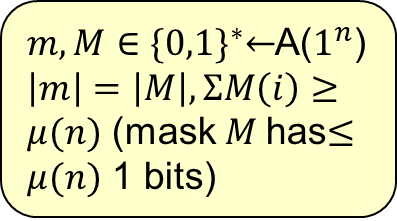 𝑚, 𝑀 ∈ {0,1}*←A(1ⁿ)
|𝑚| = |𝑀|, Σ𝑀(𝑖) ≥
𝜇(𝑛) (mask 𝑀 has≤
𝜇(𝑛) 1 bits)